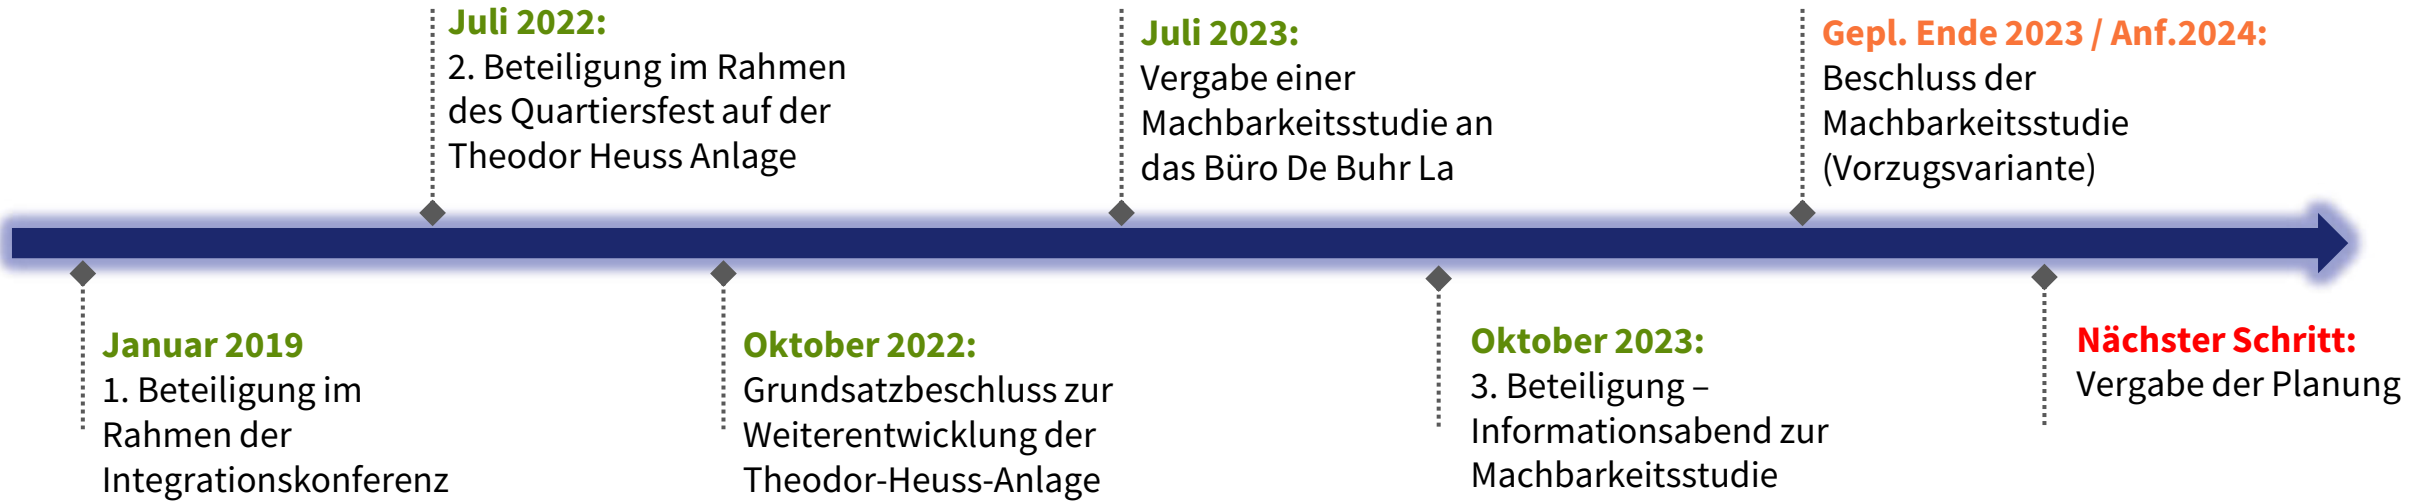 Juli 2022:
2. Beteiligung im Rahmen
des Quartiersfest auf der
Theodor Heuss Anlage
Juli 2023:
Vergabe einer
Machbarkeitsstudie an
das Büro De Buhr La
Gepl. Ende 2023 / Anf.2024:
Beschluss der
Machbarkeitsstudie
(Vorzugsvariante)
Januar 2019
1. Beteiligung im
Rahmen der
Integrationskonferenz
Oktober 2022:
Grundsatzbeschluss zur
Weiterentwicklung der
Theodor-Heuss-Anlage
Oktober 2023:
3. Beteiligung –
Informationsabend zur
Machbarkeitsstudie
Nächster Schritt:
Vergabe der Planung